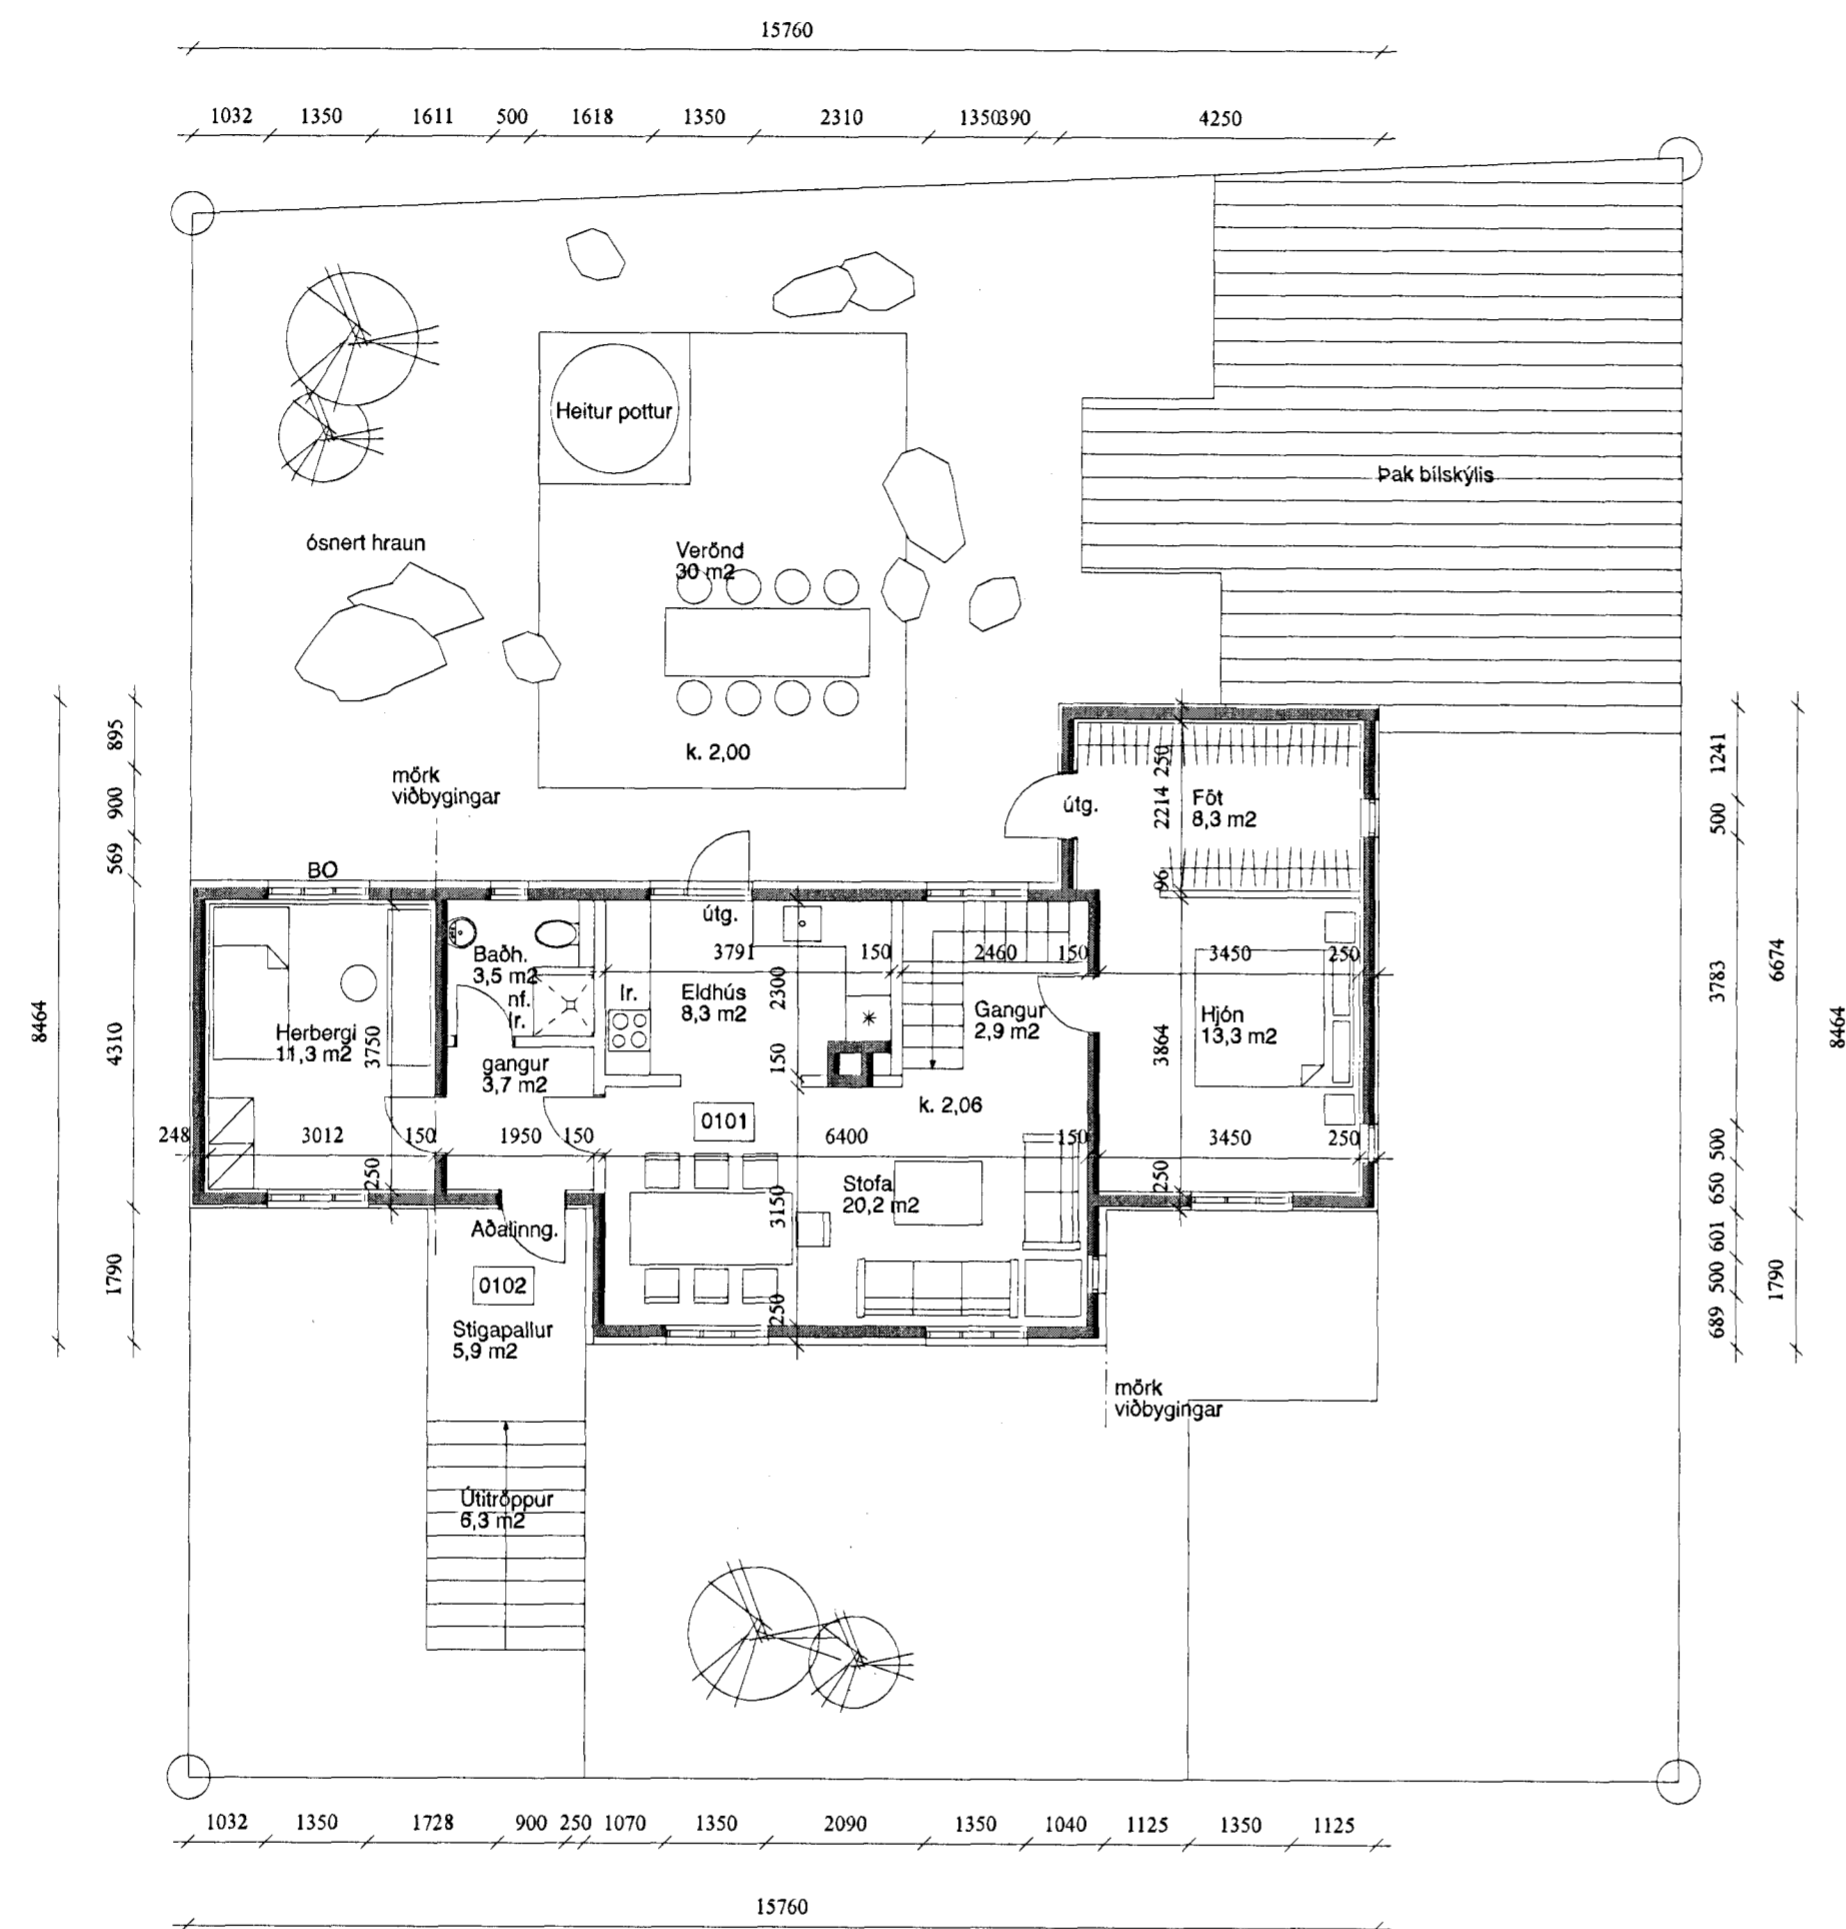 15760
1032 1350 1611 500 1618 1350 2310 1350 390 4250
Heitur pottur
Þak bílskýlis
ósnert hraun
Verönd
30 m2
k. 2,00
mörk
viðbygingar
895
900
569
4310
1790
8464
1241
500
3783
500
650
601
500
689
6674
1790
8464
BO
útg.
útg.
250
2214
96
Föt
8,3 m2
Baðh.
3,5 m2
nf.
Ír.
Ír.
3791 150 2460 150 3450 250
2300
Eldhús
8,3 m2
Gangur
2,9 m2
Hjón
13,3 m2
3864
Herbergi
11,3 m2
3750
gangur
3,7 m2
150
k. 2,06
0101
248 3012 150 1950 150 6400 150 3450 250
250
250
Stofa
20,2 m2
3150
250
Aðalinng.
0102
Stigapallur
5,9 m2
mörk
viðbygingar
Útitröppur
6,3 m2
1032 1350 1728 900 250 1070 1350 2090 1350 1040 1125 1350 1125
15760